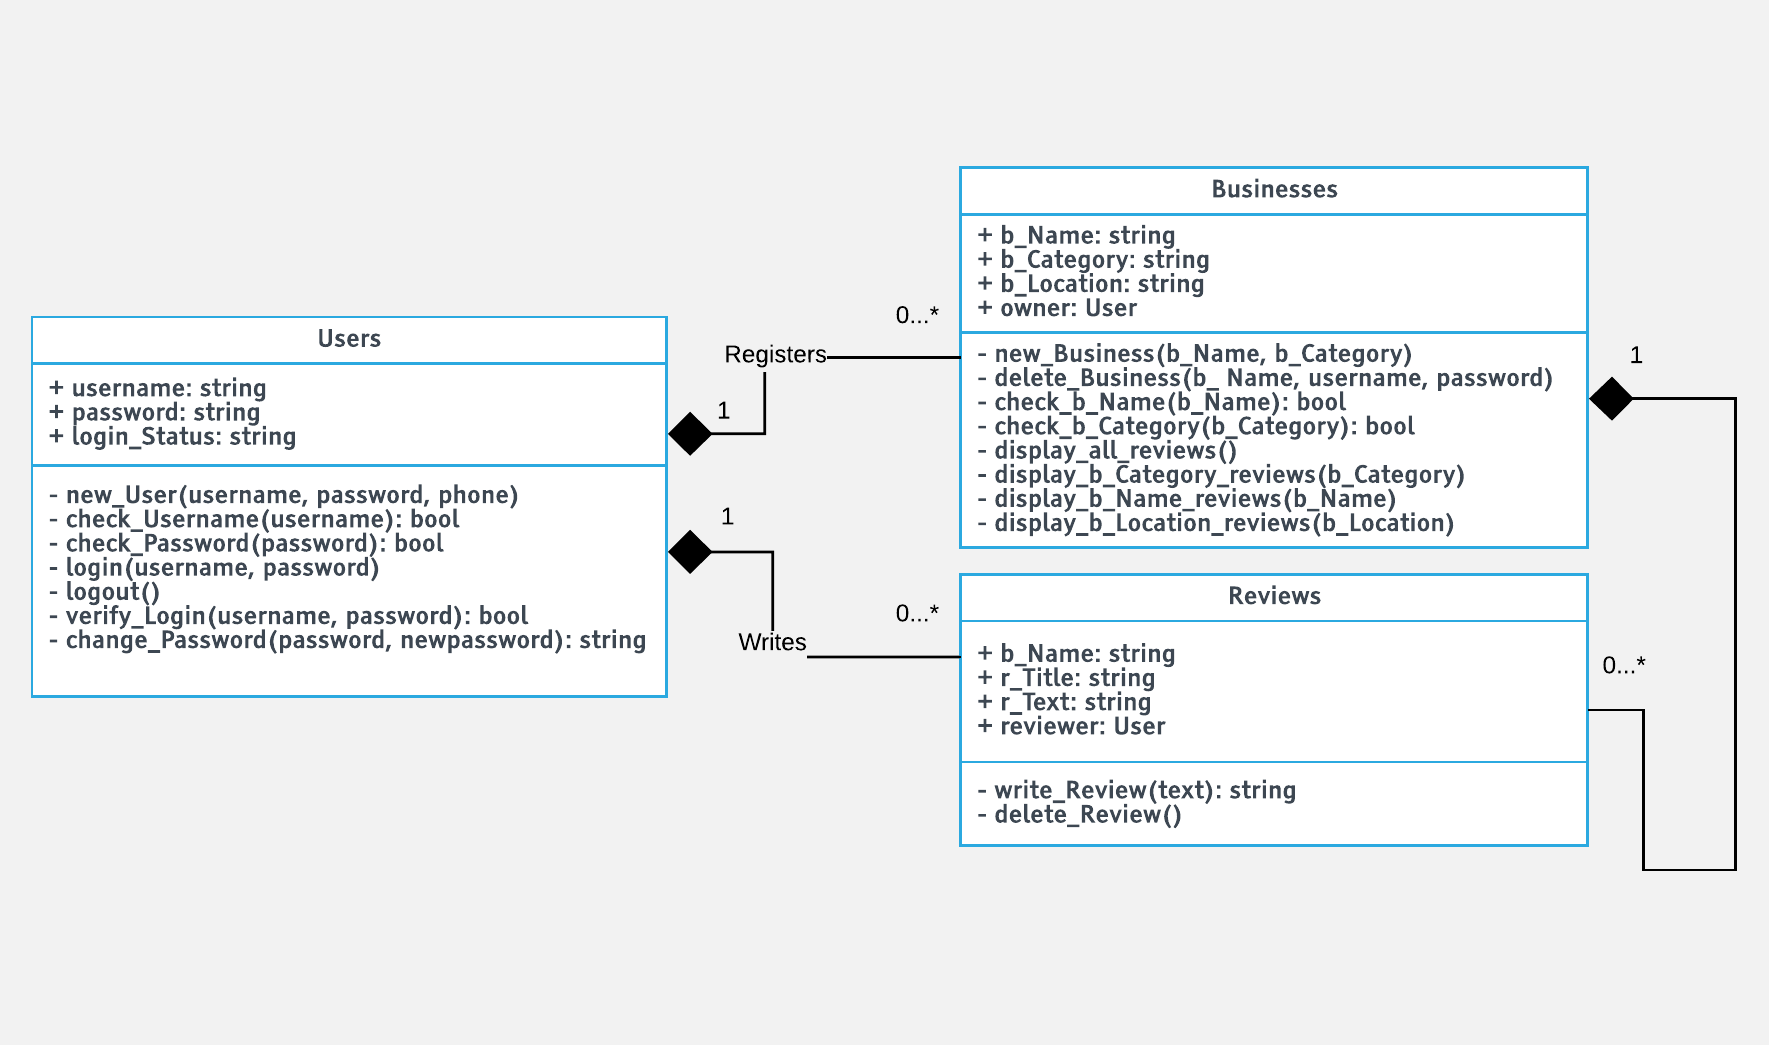 Users
+ username: string
+ password: string
+ login_Status: string
- new_User(username, password, phone)
- check_Username(username): bool
- check_Password(password): bool
- login(username, password)
- logout()
- verify_Login(username, password): bool
- change_Password(password, newpassword): string
1
Registers
0...*
1
Writes
0...*
Businesses
+ b_Name: string
+ b_Category: string
+ b_Location: string
+ owner: User
- new_Business(b_Name, b_Category)
- delete_Business(b_ Name, username, password)
- check_b_Name(b_Name): bool
- check_b_Category(b_Category): bool
- display_all_reviews()
- display_b_Category_reviews(b_Category)
- display_b_Name_reviews(b_Name)
- display_b_Location_reviews(b_Location)
1
Reviews
+ b_Name: string
+ r_Title: string
+ r_Text: string
+ reviewer: User
- write_Review(text): string
- delete_Review()
0...*